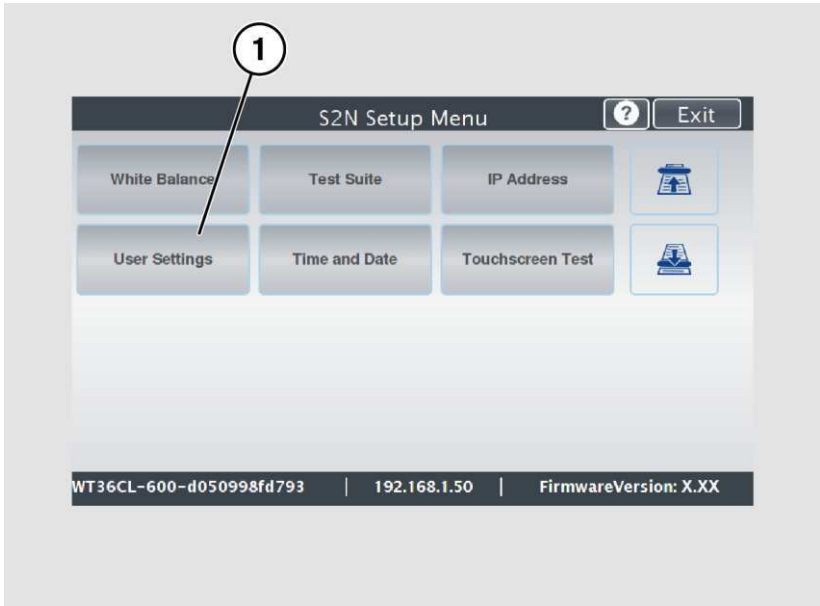 1
S2N Setup Menu ? Exit
White Balance Test Suite IP Address
User Settings Time and Date Touchscreen Test
WT36CL-600-d050998fd793 | 192.168.1.50 | FirmwareVersion: X.XX